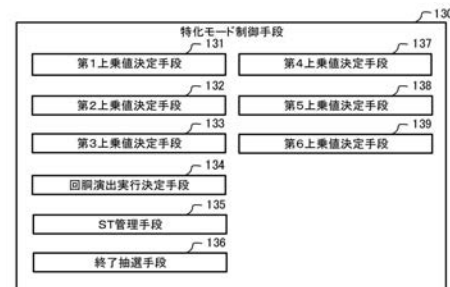 130
特化モード制御手段
131
第1上乗値決定手段
132
第2上乗値決定手段
133
第3上乗値決定手段
134
回胴演出実行決定手段
135
ST管理手段
136
終了抽選手段
137
第4上乗値決定手段
138
第5上乗値決定手段
139
第6上乗値決定手段